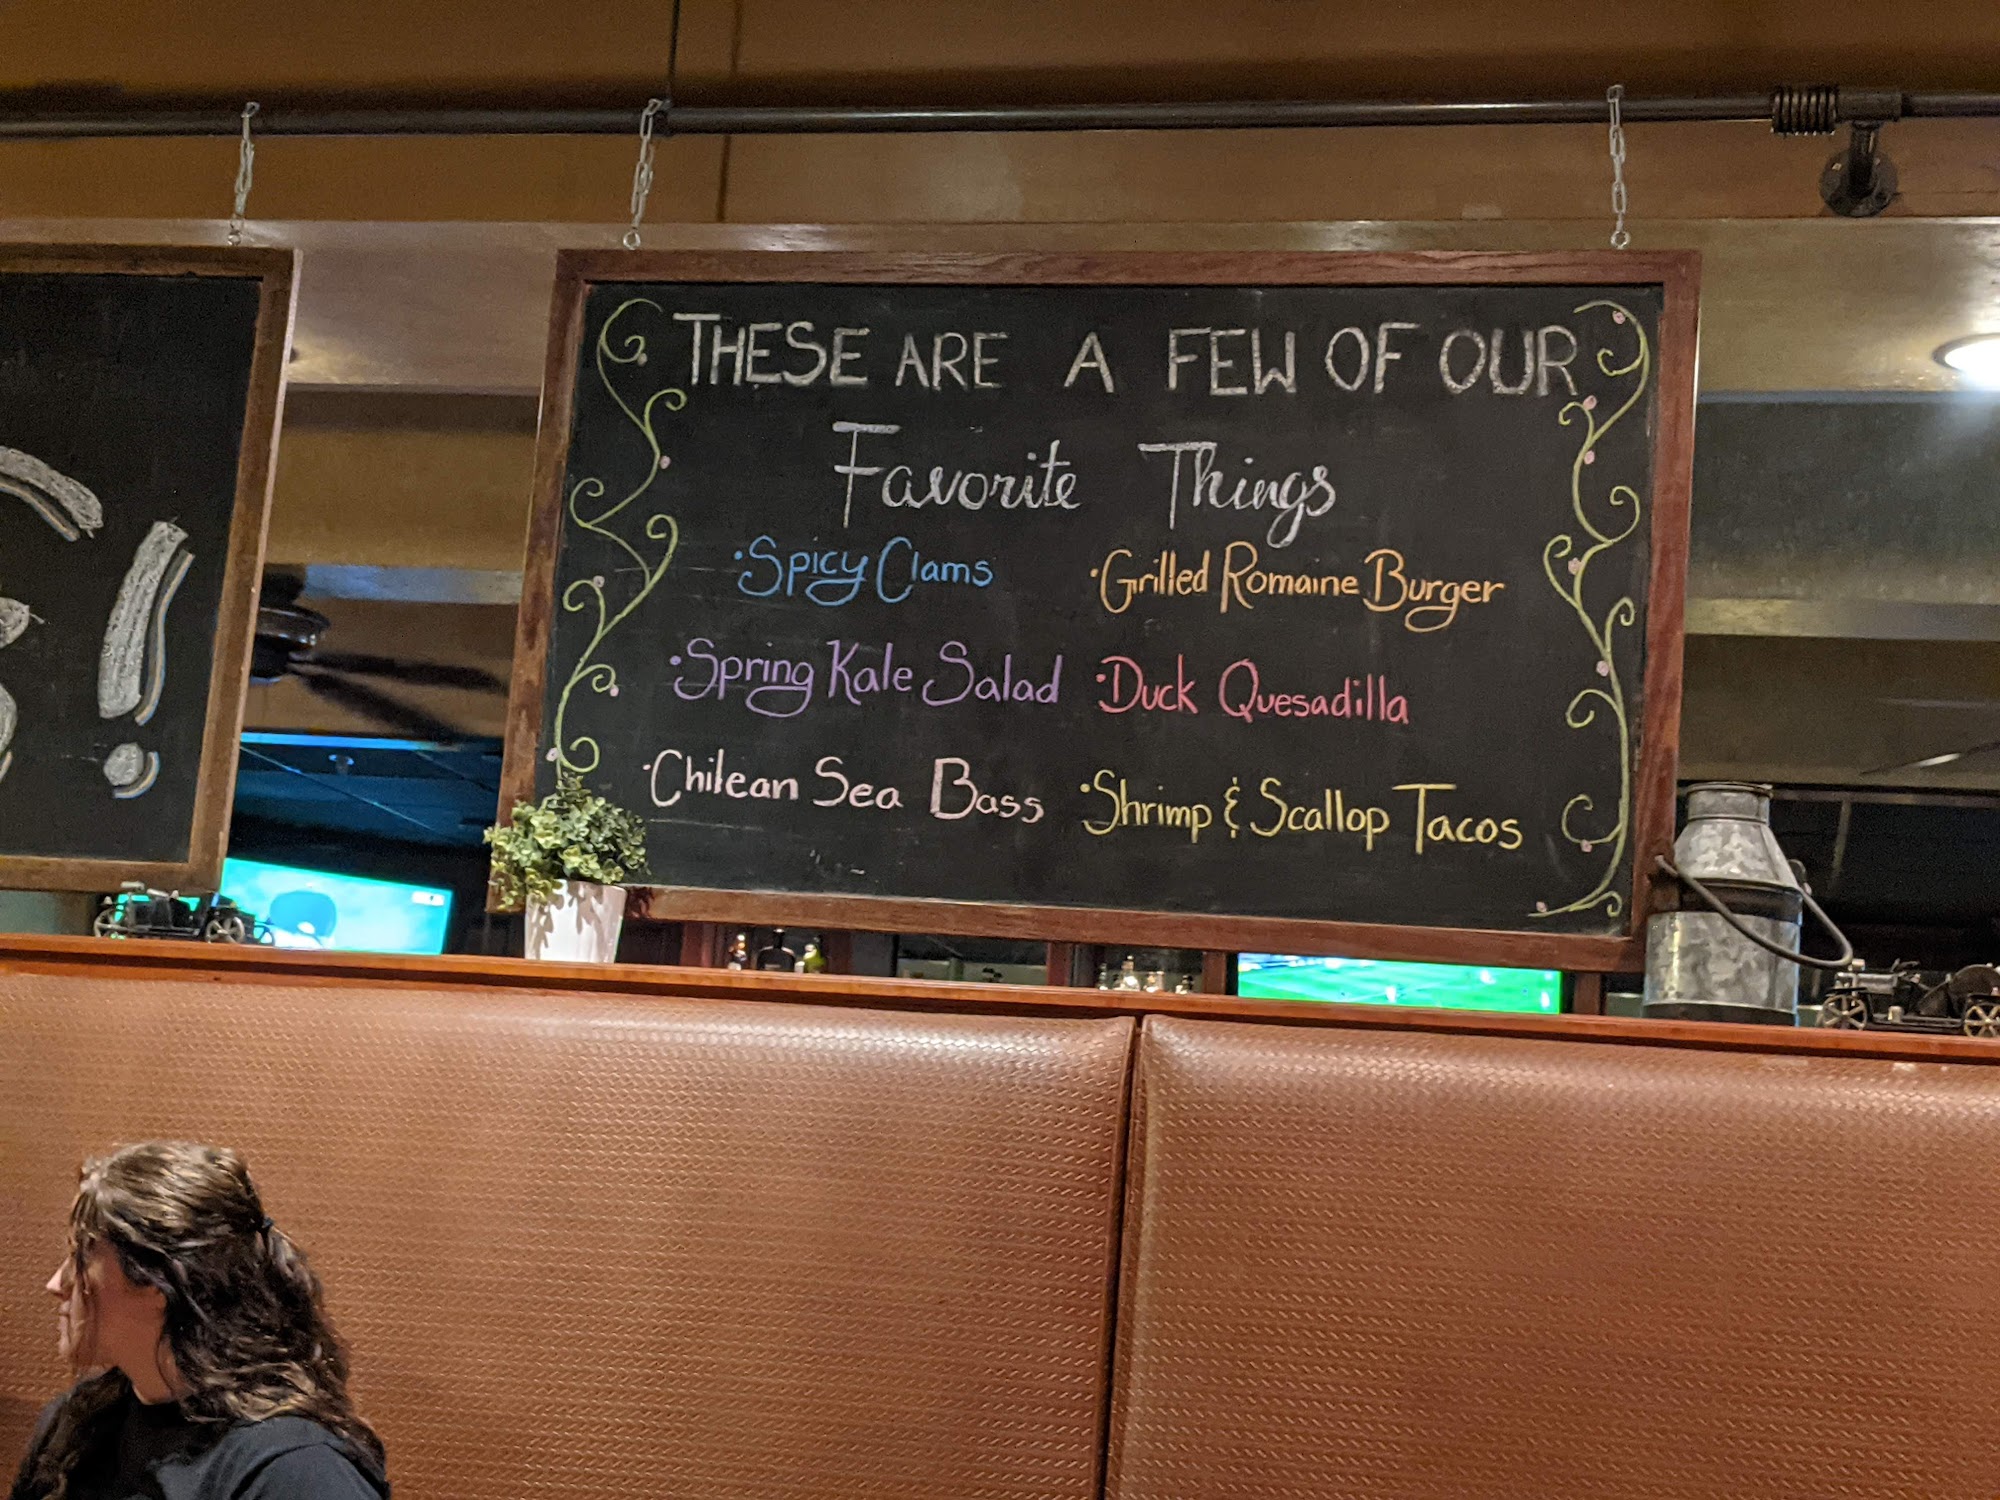 THESE ARE A FEW OF OUR
Favorite Things
·Spicy Clams
·Grilled Romaine Burger
·Spring Kale Salad
·Duck Quesadilla
·Chilean Sea Bass
·Shrimp & Scallop Tacos